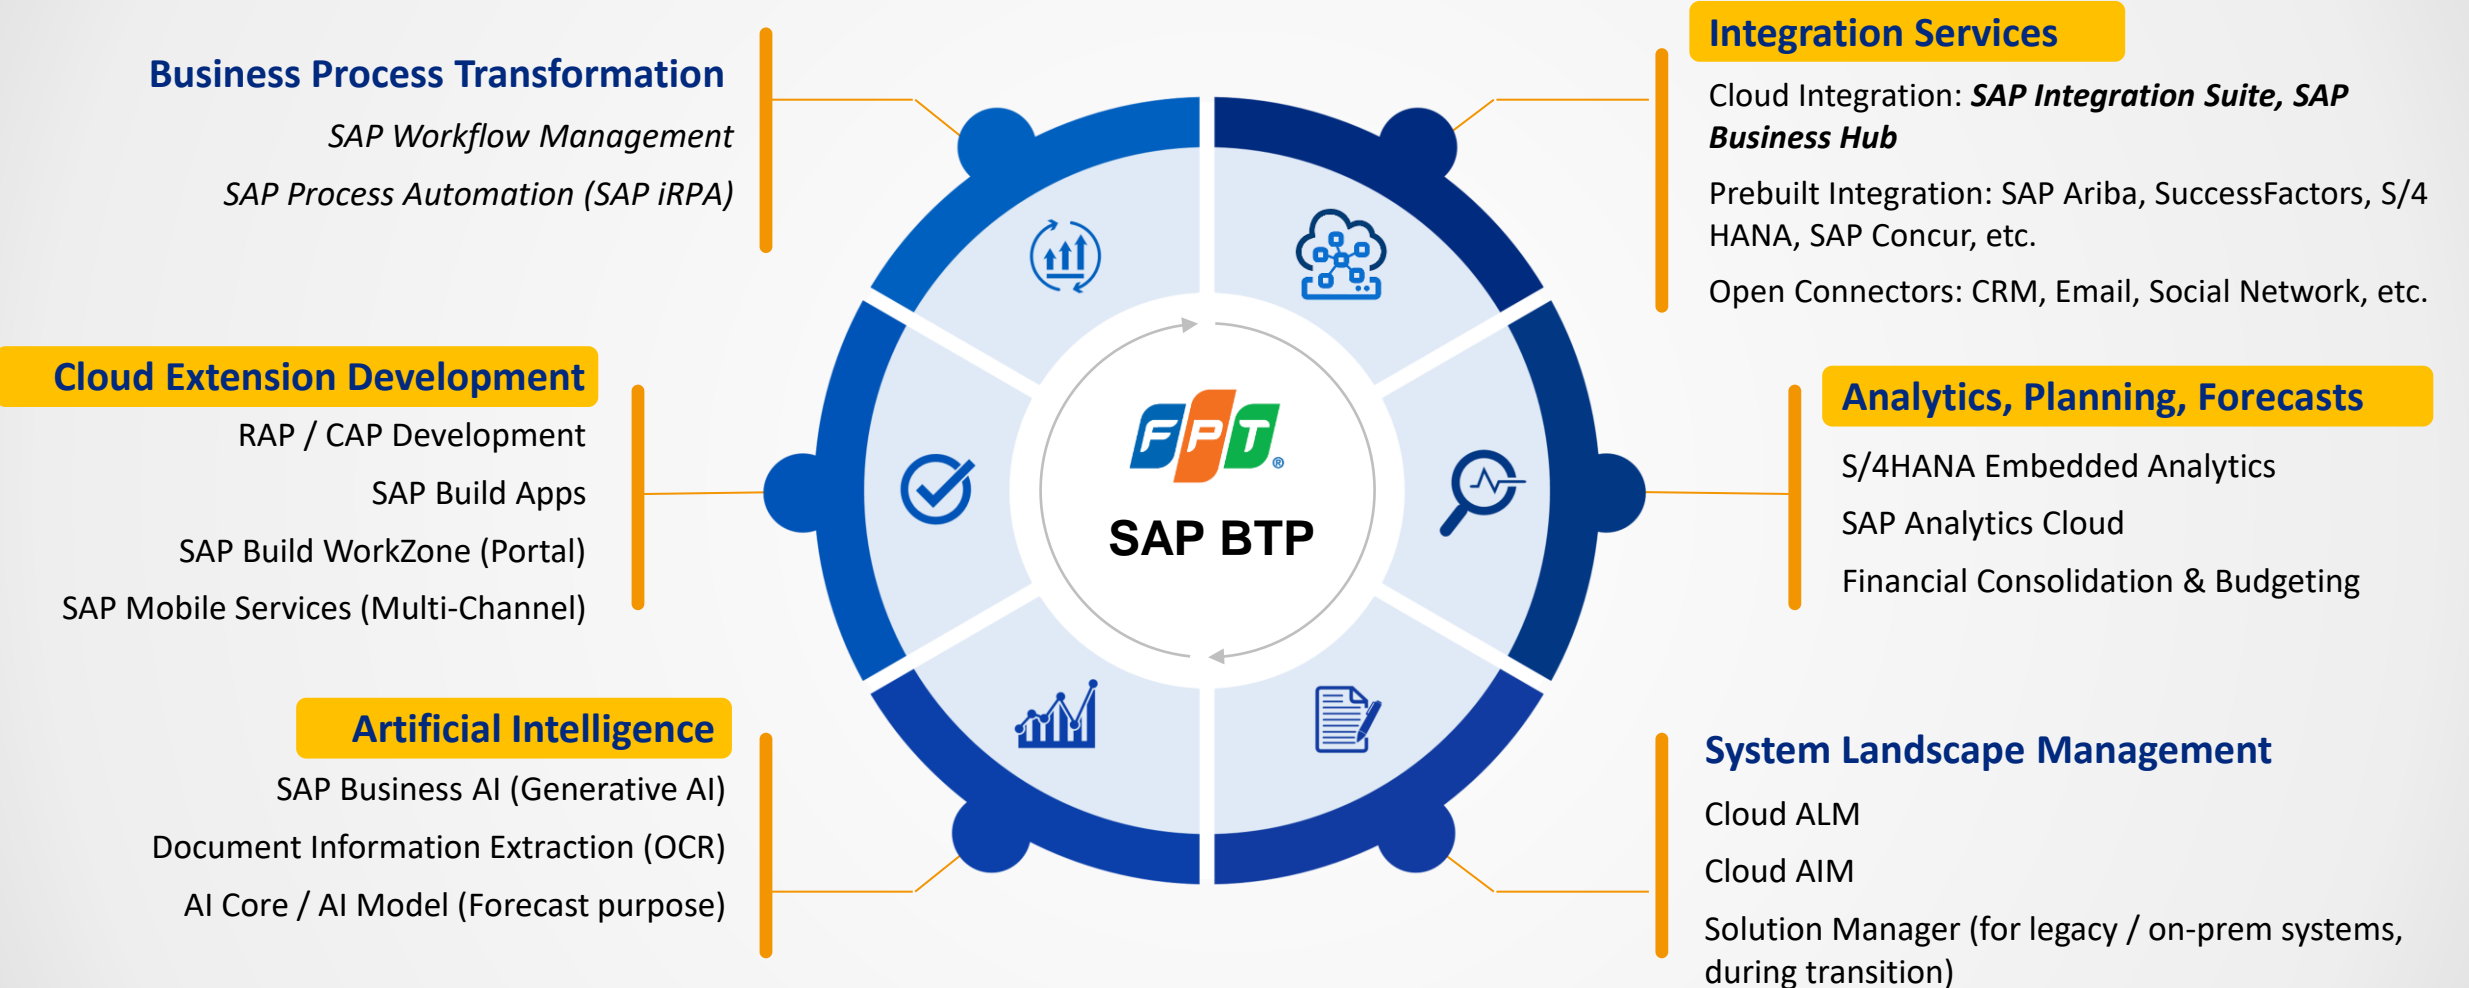 Business Process Transformation
SAP Workflow Management
SAP Process Automation (SAP iRPA)
Cloud Extension Development
RAP / CAP Development
SAP Build Apps
SAP Build WorkZone (Portal)
SAP Mobile Services (Multi-Channel)
Artificial Intelligence
SAP Business AI (Generative AI)
Document Information Extraction (OCR)
AI Core / AI Model (Forecast purpose)
FPT®
SAP BTP
Integration Services
Cloud Integration: SAP Integration Suite, SAP
Business Hub
Prebuilt Integration: SAP Ariba, SuccessFactors, S/4
HANA, SAP Concur, etc.
Open Connectors: CRM, Email, Social Network, etc.
Analytics, Planning, Forecasts
S/4HANA Embedded Analytics
SAP Analytics Cloud
Financial Consolidation & Budgeting
System Landscape Management
Cloud ALM
Cloud AIM
Solution Manager (for legacy / on-prem systems,
during transition)